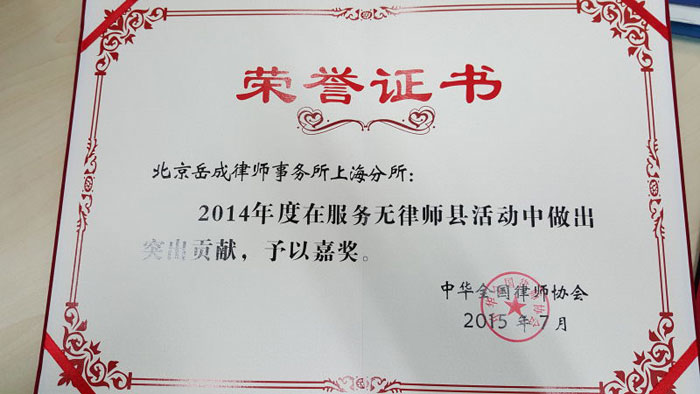 荣誉证书
北京岳成律师事务所上海分所：
2014年度在服务无律师县活动中做出
突出贡献，予以嘉奖。
中华全国律师协会
2015年7月